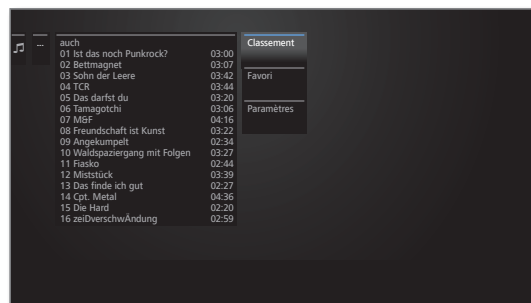 ...
auch
01 Ist das noch Punkrock? 03:00
02 Bettmagnet 03:07
03 Sohn der Leere 03:42
04 TCR 03:44
05 Das darfst du 03:20
06 Tamagotchi 03:06
07 M&F 04:16
08 Freundschaft ist Kunst 03:22
09 Angekumpelt 02:34
10 Waldspaziergang mit Folgen 03:27
11 Fiasko 02:44
12 Miststück 03:39
13 Das finde ich gut 02:27
14 Cpt. Metal 04:36
15 Die Hard 02:20
16 zeiDverschwÄndung 02:59
Classement
Favori
Paramètres